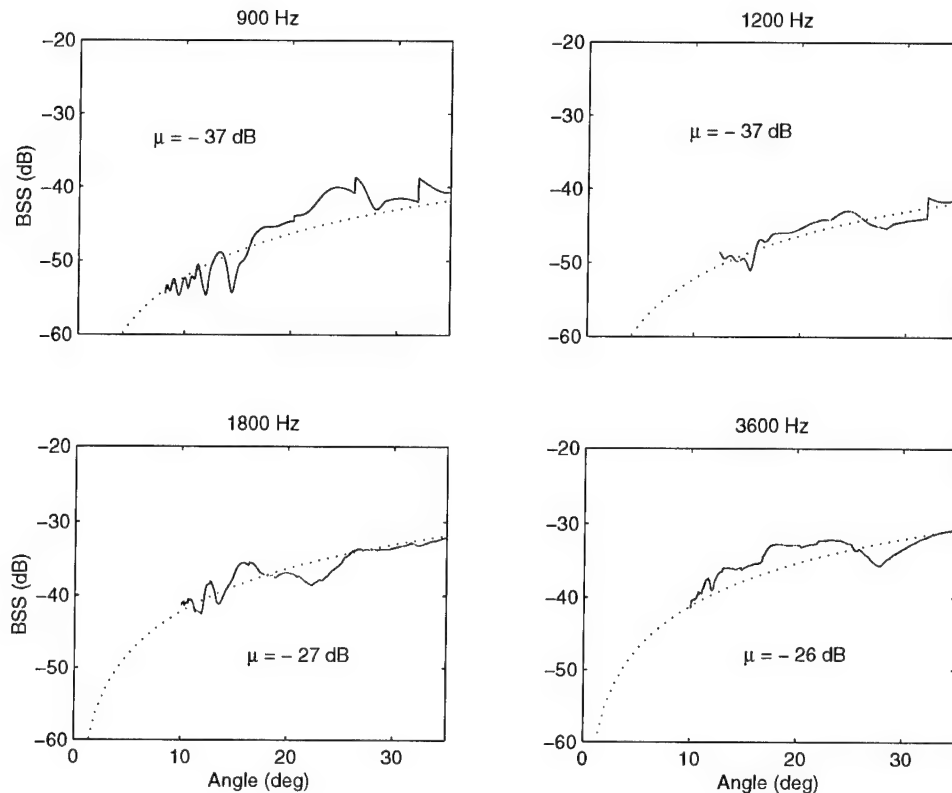 900 Hz
1200 Hz
−20
−30
−40
−50
−60
BSS (dB)
μ = − 37 dB
−20
−30
−40
−50
−60
μ = − 37 dB
1800 Hz
3600 Hz
−20
−30
−40
−50
−60
BSS (dB)
μ = − 27 dB
0
10
20
30
Angle (deg)
−20
−30
−40
−50
−60
μ = − 26 dB
0
10
20
30
Angle (deg)